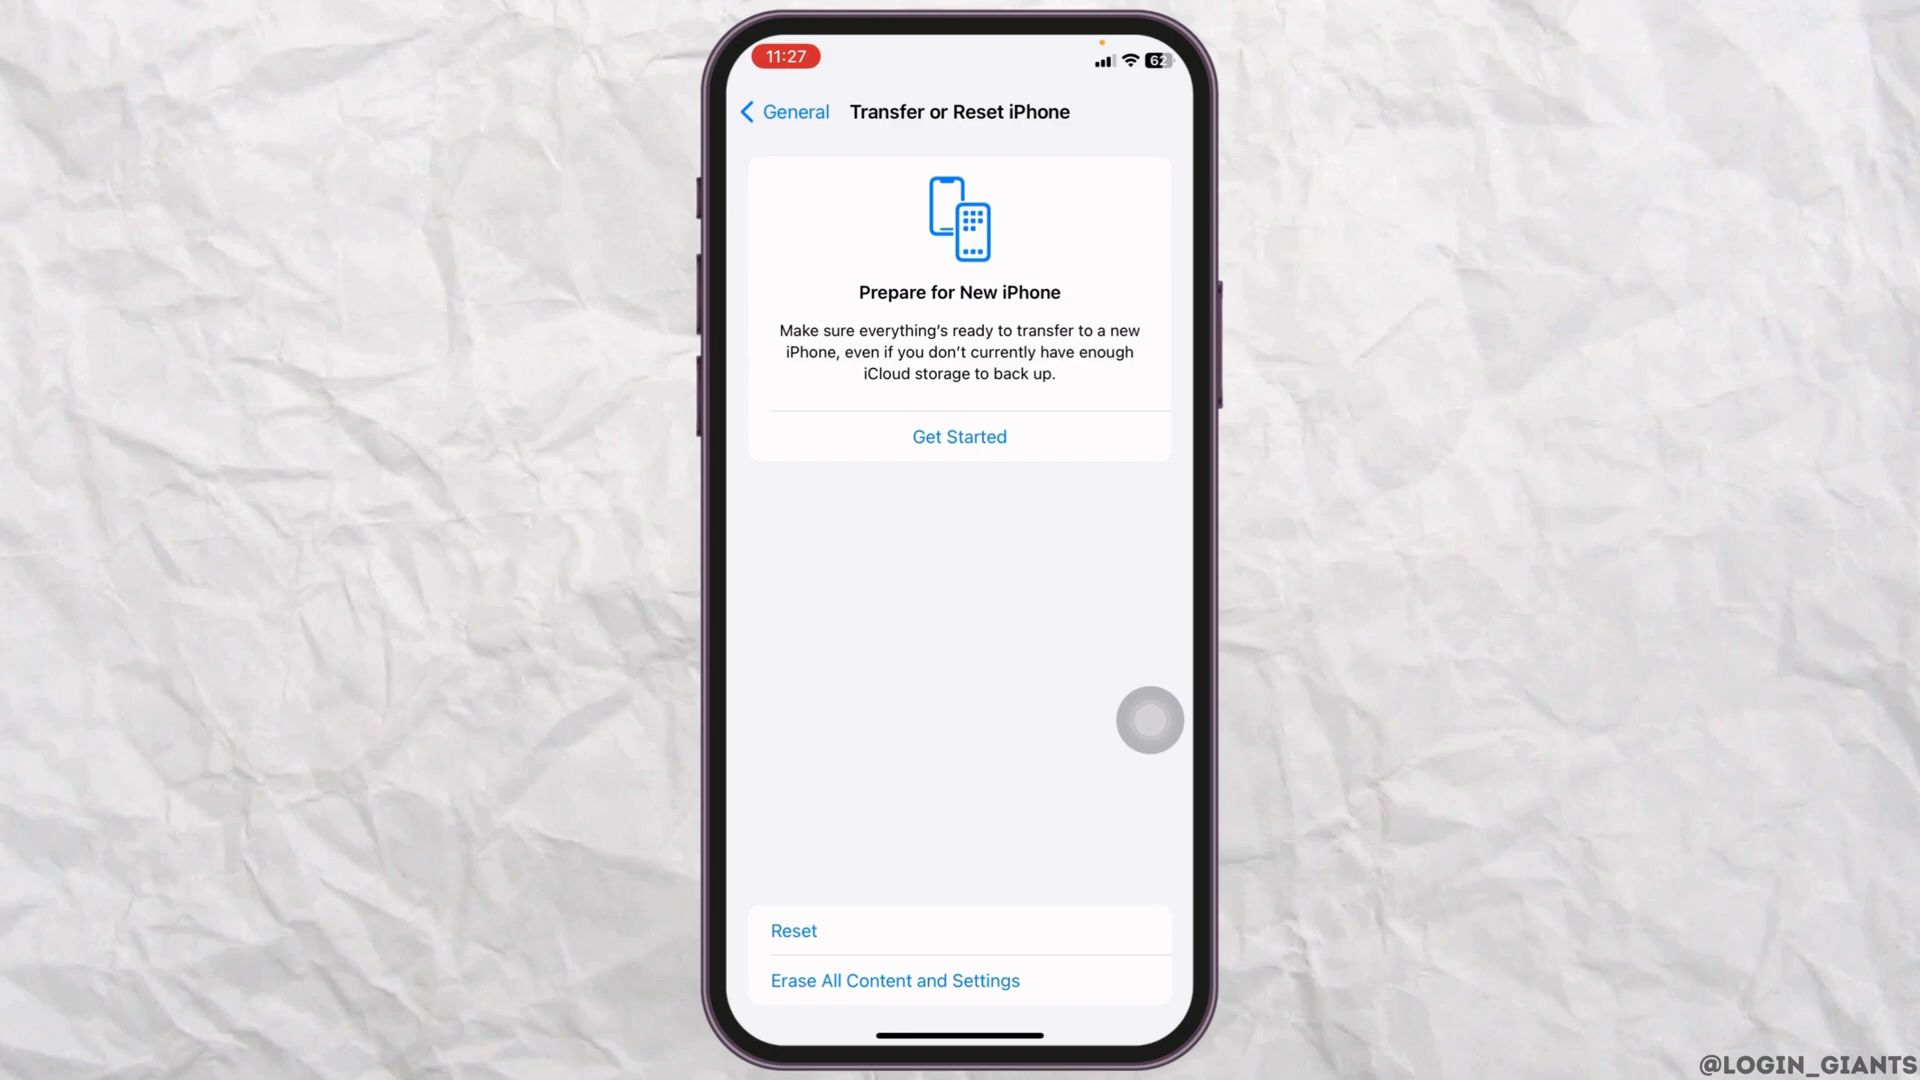 11:27
62
General
Transfer or Reset iPhone
Prepare for New iPhone
Make sure everything's ready to transfer to a new
iPhone, even if you don't currently have enough
iCloud storage to back up.
Get Started
Reset
Erase All Content and Settings
@LOGIN_GIANTS